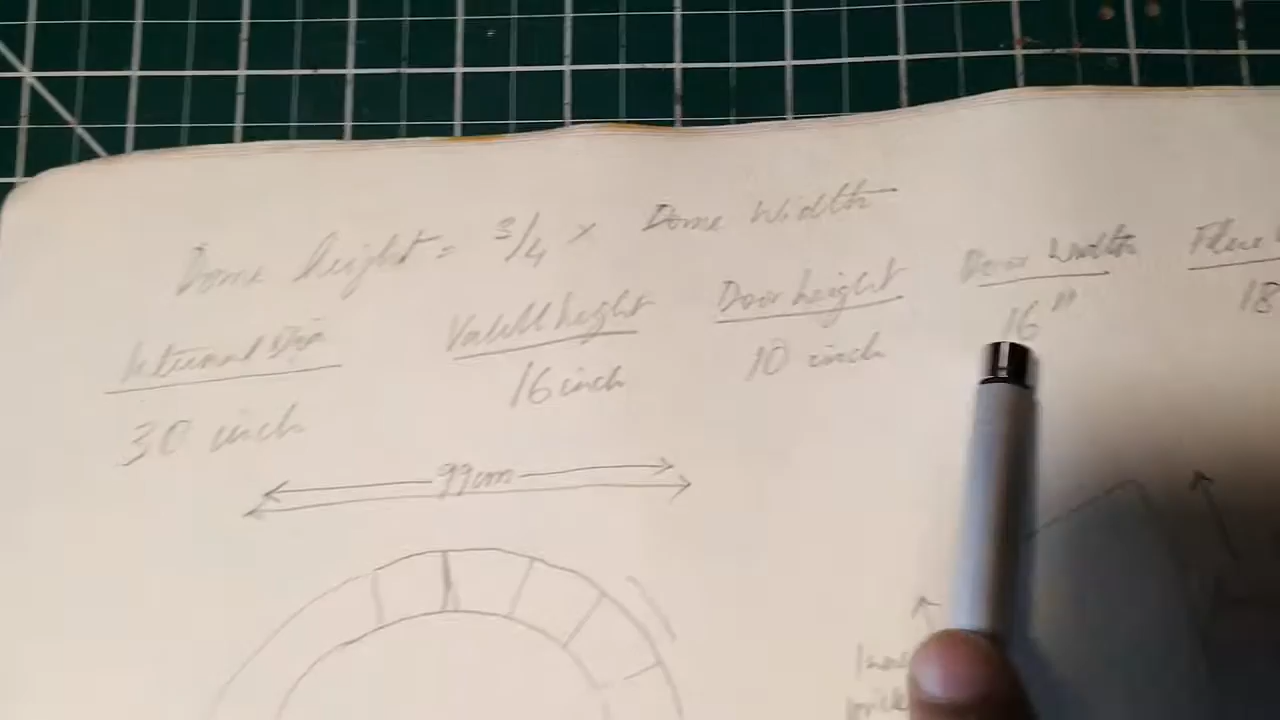 Dome height = 3/4 × Dome Width
Internal Dia
Vault height
Door height
Door Width
30 inch
16 inch
10 inch
16"
18
99cm